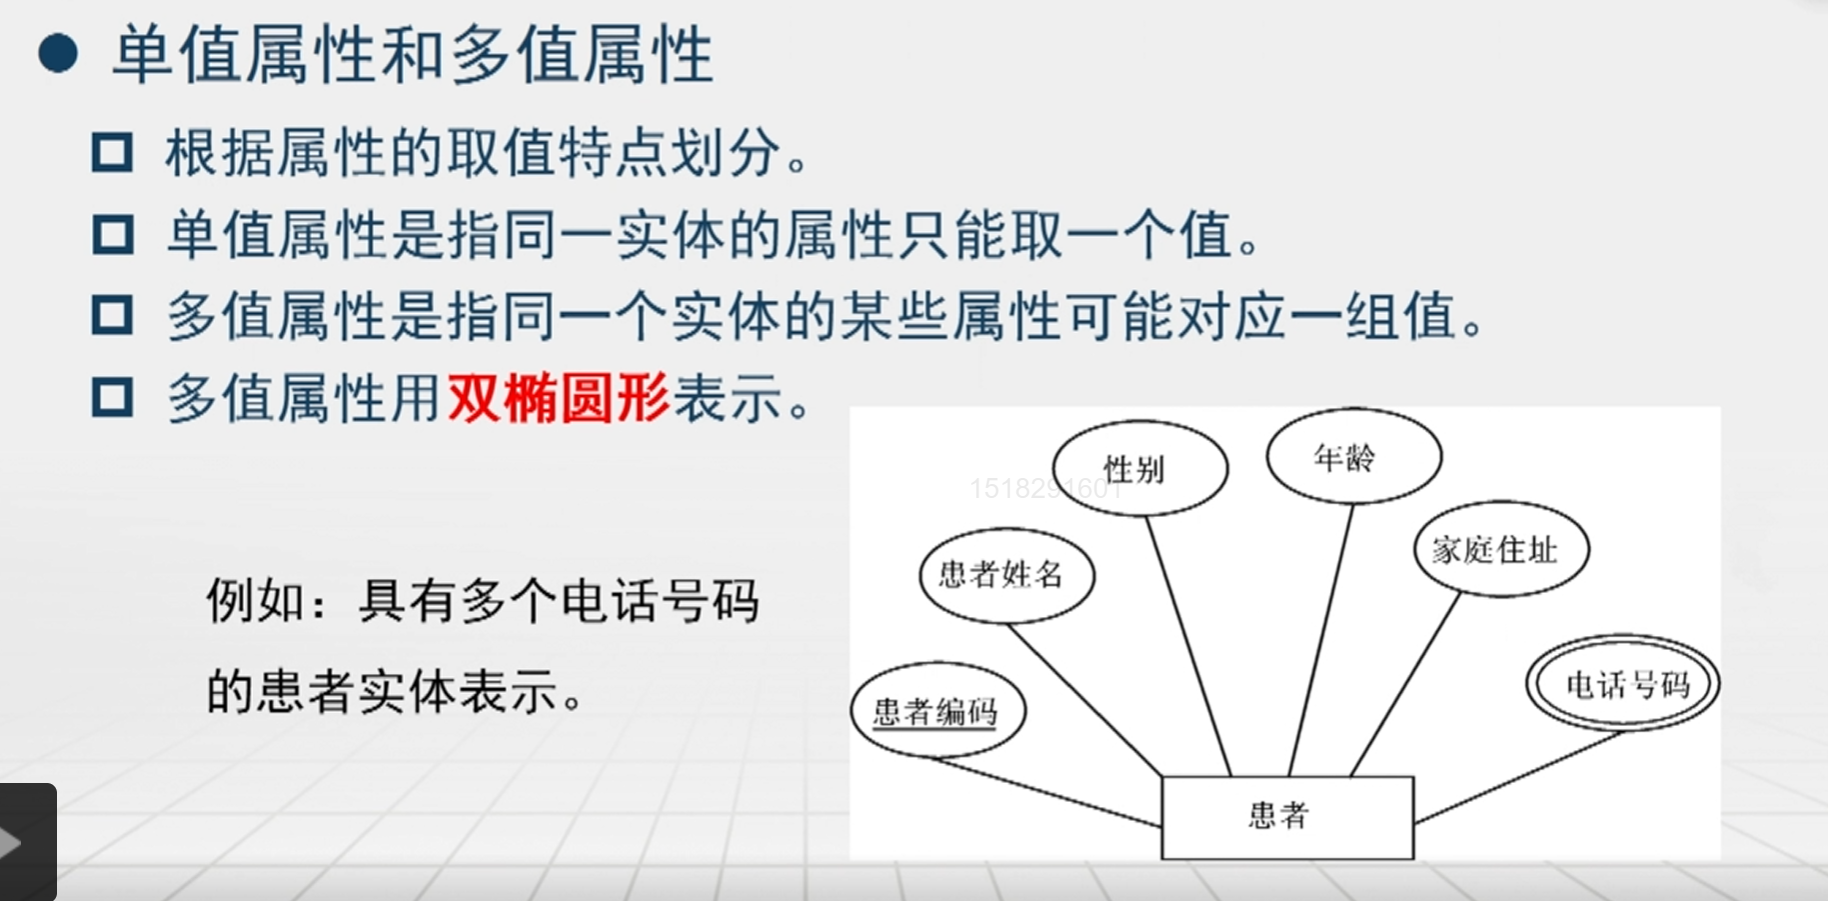 单值属性和多值属性
根据属性的取值特点划分。
单值属性是指同一实体的属性只能取一个值。
多值属性是指同一个实体的某些属性可能对应一组值。
多值属性用双椭圆形表示。
例如：具有多个电话号码
的患者实体表示。
性别
年龄
1518291601
家庭住址
患者姓名
电话号码
患者编码
患者